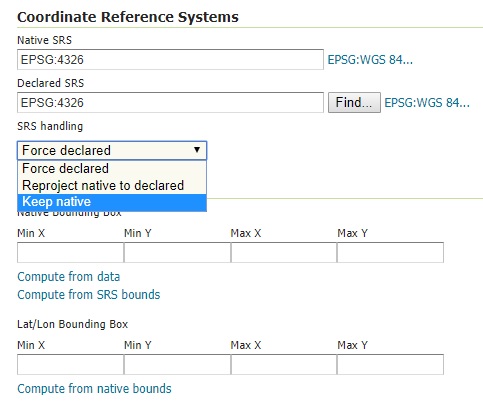 Coordinate Reference Systems
Native SRS
EPSG:4326 EPSG:WGS 84...
Declared SRS
EPSG:4326 Find... EPSG:WGS 84...
SRS handling
Force declared
Force declared
Reproject native to declared
Keep native
Native Bounding Box
Min X Min Y Max X Max Y
Compute from data
Compute from SRS bounds
Lat/Lon Bounding Box
Min X Min Y Max X Max Y
Compute from native bounds